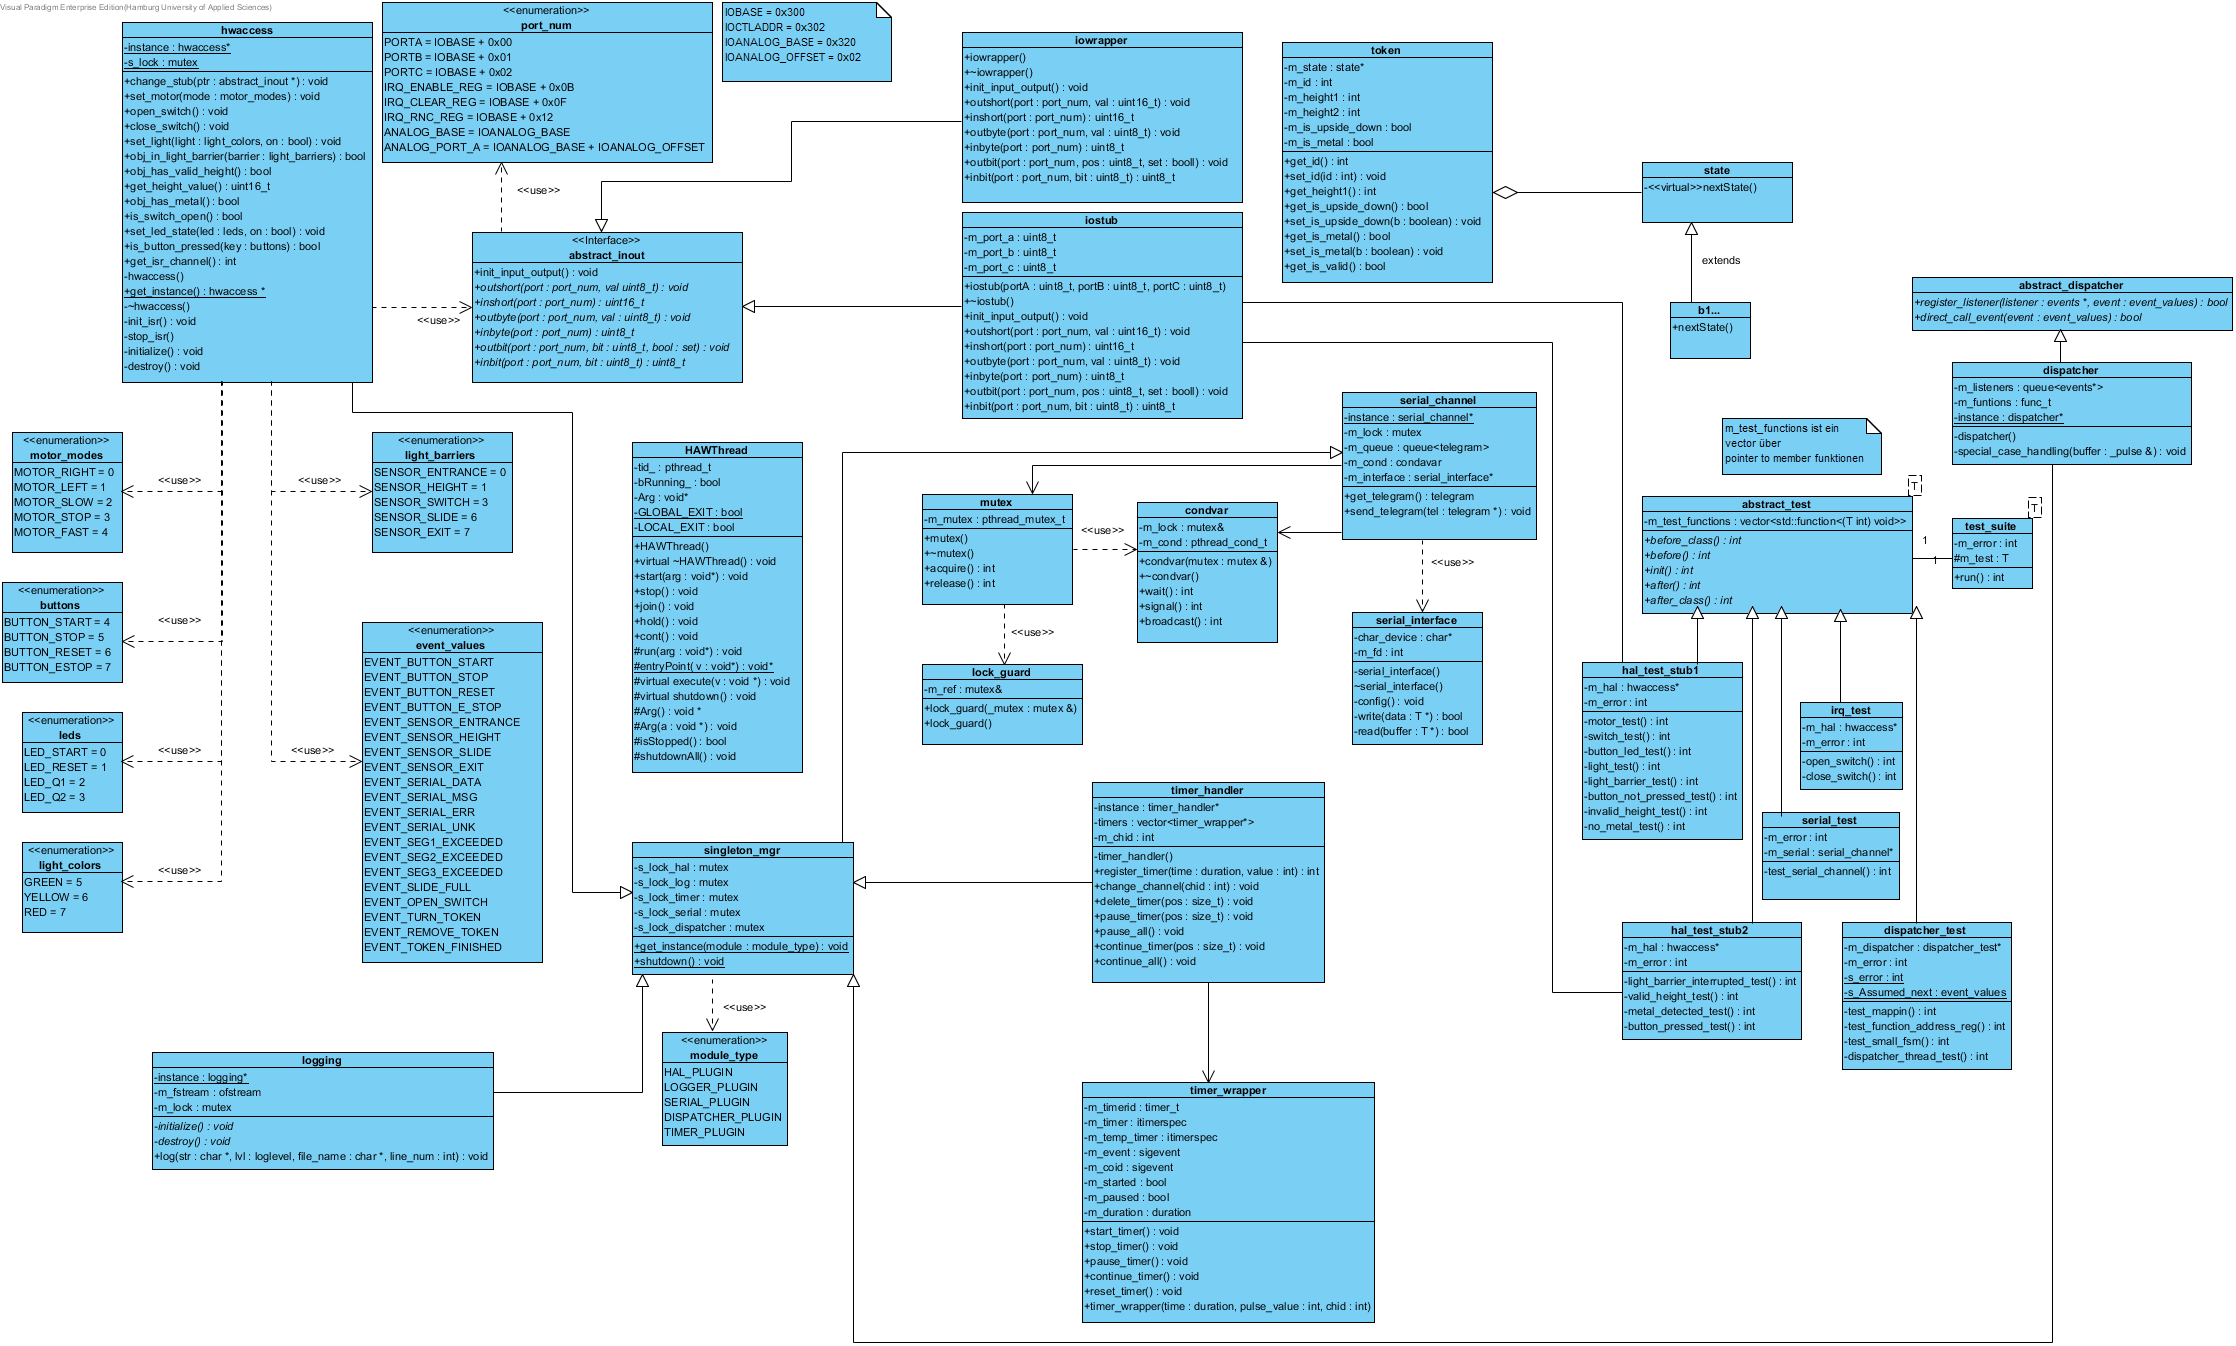 Visual Paradigm Enterprise Edition(Hamburg University of Applied Sciences)
hwaccess
-instance : hwaccess*
-s_lock : mutex
+change_stub(ptr : abstract_inout *) : void
+set_motor(mode : motor_modes) : void
+open_switch() : void
+close_switch() : void
+set_light(light : light_colors, on : bool) : void
+obj_in_light_barrier(barrier : light_barriers) : bool
+obj_has_valid_height() : bool
+get_height_value() : uint16_t
+obj_has_metal() : bool
+is_switch_open() : bool
+set_led_state(led : leds, on : bool) : void
+is_button_pressed(key : buttons) : bool
+get_isr_channel() : int
-hwaccess()
+get_instance() : hwaccess *
-~hwaccess()
-init_isr() : void
-stop_isr()
-initialize() : void
-destroy() : void
<<enumeration>>
port_num
PORTA = IOBASE + 0x00
PORTB = IOBASE + 0x01
PORTC = IOBASE + 0x02
IRQ_ENABLE_REG = IOBASE + 0x0B
IRQ_CLEAR_REG = IOBASE + 0x0F
IRQ_RNC_REG = IOBASE + 0x12
ANALOG_BASE = IOANALOG_BASE
ANALOG_PORT_A = IOANALOG_BASE + IOANALOG_OFFSET
IOBASE = 0x300
IOCTLADDR = 0x302
IOANALOG_BASE = 0x320
IOANALOG_OFFSET = 0x02
<<use>>
<<Interface>>
abstract_inout
+init_input_output() : void
+outshort(port : port_num, val uint8_t) : void
+inshort(port : port_num) : uint16_t
+outbyte(port : port_num, val : uint8_t) : void
+inbyte(port : port_num) : uint8_t
+outbit(port : port_num, bit : uint8_t, bool : set) : void
+inbit(port : port_num, bit : uint8_t) : uint8_t
<<use>>
iowrapper
+iowrapper()
+~iowrapper()
+init_input_output() : void
+outshort(port : port_num, val : uint16_t) : void
+inshort(port : port_num) : uint16_t
+outbyte(port : port_num, val : uint8_t) : void
+inbyte(port : port_num) : uint8_t
+outbit(port : port_num, pos : uint8_t, set : booll) : void
+inbit(port : port_num, bit : uint8_t) : uint8_t
iostub
-m_port_a : uint8_t
-m_port_b : uint8_t
-m_port_c : uint8_t
+iostub(portA : uint8_t, portB : uint8_t, portC : uint8_t)
+~iostub()
+init_input_output() : void
+outshort(port : port_num, val : uint16_t) : void
+inshort(port : port_num) : uint16_t
+outbyte(port : port_num, val : uint8_t) : void
+inbyte(port : port_num) : uint8_t
+outbit(port : port_num, pos : uint8_t, set : booll) : void
+inbit(port : port_num, bit : uint8_t) : uint8_t
token
-m_state : state*
-m_id : int
-m_height1 : int
-m_height2 : int
-m_is_upside_down : bool
-m_is_metal : bool
+get_id() : int
+set_id(id : int) : void
+get_height1() : int
+get_is_upside_down() : bool
+set_is_upside_down(b : boolean) : void
+get_is_metal() : bool
+set_is_metal(b : boolean) : void
+get_is_valid() : bool
state
-<<virtual>>nextState()
extends
b1...
+nextState()
abstract_dispatcher
+register_listener(listener : events *, event : event_values) : bool
+direct_call_event(event : event_values) : bool
dispatcher
-m_listeners : queue<events*>
-m_funtions : func_t
-instance : dispatcher*
-dispatcher()
-special_case_handling(buffer : _pulse &) : void
<<enumeration>>
motor_modes
MOTOR_RIGHT = 0
MOTOR_LEFT = 1
MOTOR_SLOW = 2
MOTOR_STOP = 3
MOTOR_FAST = 4
<<use>>
<<use>>
<<enumeration>>
light_barriers
SENSOR_ENTRANCE = 0
SENSOR_HEIGHT = 1
SENSOR_SWITCH = 3
SENSOR_SLIDE = 6
SENSOR_EXIT = 7
<<enumeration>>
buttons
BUTTON_START = 4
BUTTON_STOP = 5
BUTTON_RESET = 6
BUTTON_ESTOP = 7
<<use>>
<<enumeration>>
leds
LED_START = 0
LED_RESET = 1
LED_Q1 = 2
LED_Q2 = 3
<<use>>
<<use>>
<<enumeration>>
light_colors
GREEN = 5
YELLOW = 6
RED = 7
<<use>>
<<enumeration>>
event_values
EVENT_BUTTON_START
EVENT_BUTTON_STOP
EVENT_BUTTON_RESET
EVENT_BUTTON_E_STOP
EVENT_SENSOR_ENTRANCE
EVENT_SENSOR_HEIGHT
EVENT_SENSOR_SLIDE
EVENT_SENSOR_EXIT
EVENT_SERIAL_DATA
EVENT_SERIAL_MSG
EVENT_SERIAL_ERR
EVENT_SERIAL_UNK
EVENT_SEG1_EXCEEDED
EVENT_SEG2_EXCEEDED
EVENT_SEG3_EXCEEDED
EVENT_SLIDE_FULL
EVENT_OPEN_SWITCH
EVENT_TURN_TOKEN
EVENT_REMOVE_TOKEN
EVENT_TOKEN_FINISHED
HAWThread
-tid_ : pthread_t
-bRunning_ : bool
-Arg : void*
-GLOBAL_EXIT : bool
-LOCAL_EXIT : bool
+HAWThread()
+virtual ~HAWThread() : void
+start(arg : void*) : void
+stop() : void
+join() : void
+hold() : void
+cont() : void
#run(arg : void*) : void
#entryPoint( v : void*) : void*
#virtual execute(v : void *) : void
#virtual shutdown() : void
#Arg() : void *
#Arg(a : void *) : void
#isStopped() : bool
#shutdownAll() : void
serial_channel
-instance : serial_channel*
-m_lock : mutex
-m_queue : queue<telegram>
-m_cond : condavar
-m_interface : serial_interface*
+get_telegram() : telegram
+send_telegram(tel : telegram *) : void
mutex
-m_mutex : pthread_mutex_t
+mutex()
+~mutex()
+acquire() : int
+release() : int
<<use>>
condvar
-m_lock : mutex&
-m_cond : pthread_cond_t
+condvar(mutex : mutex &)
+~condvar()
+wait() : int
+signal() : int
+broadcast() : int
<<use>>
<<use>>
lock_guard
-m_ref : mutex&
+lock_guard(_mutex : mutex &)
+lock_guard()
serial_interface
-char_device : char*
-m_fd : int
-serial_interface()
~serial_interface()
-config() : void
-write(data : T *) : bool
-read(buffer : T *) : bool
m_test_functions ist ein
vector über
pointer to member funktionen
T
abstract_test
-m_test_functions : vector<std::function<(T int) void>>
+before_class() : int
+before() : int
+init() : int
+after() : int
+after_class() : int
1
1
T
test_suite
-m_error : int
#m_test : T
+run() : int
hal_test_stub1
-m_hal : hwaccess*
-m_error : int
-motor_test() : int
-switch_test() : int
-button_led_test() : int
-light_test() : int
-light_barrier_test() : int
-button_not_pressed_test() : int
-invalid_height_test() : int
-no_metal_test() : int
irq_test
-m_hal : hwaccess*
-m_error : int
-open_switch() : int
-close_switch() : int
serial_test
-m_error : int
-m_serial : serial_channel*
-test_serial_channel() : int
hal_test_stub2
-m_hal : hwaccess*
-m_error : int
-light_barrier_interrupted_test() : int
-valid_height_test() : int
-metal_detected_test() : int
-button_pressed_test() : int
dispatcher_test
-m_dispatcher : dispatcher_test*
-m_error : int
-s_error : int
-s_Assumed_next : event_values
-test_mappin() : int
-test_function_address_reg() : int
-test_small_fsm() : int
-dispatcher_thread_test() : int
singleton_mgr
-s_lock_hal : mutex
-s_lock_log : mutex
-s_lock_timer : mutex
-s_lock_serial : mutex
-s_lock_dispatcher : mutex
+get_instance(module : module_type) : void
+shutdown() : void
<<use>>
timer_handler
-instance : timer_handler*
-timers : vector<timer_wrapper*>
-m_chid : int
-timer_handler()
+register_timer(time : duration, value : int) : int
+change_channel(chid : int) : void
+delete_timer(pos : size_t) : void
+pause_timer(pos : size_t) : void
+pause_all() : void
+continue_timer(pos : size_t) : void
+continue_all() : void
logging
-instance : logging*
-m_fstream : ofstream
-m_lock : mutex
-initialize() : void
-destroy() : void
+log(str : char *, lvl : loglevel, file_name : char *, line_num : int) : void
<<enumeration>>
module_type
HAL_PLUGIN
LOGGER_PLUGIN
SERIAL_PLUGIN
DISPATCHER_PLUGIN
TIMER_PLUGIN
timer_wrapper
-m_timerid : timer_t
-m_timer : itimerspec
-m_temp_timer : itimerspec
-m_event : sigevent
-m_coid : sigevent
-m_started : bool
-m_paused : bool
-m_duration : duration
+start_timer() : void
+stop_timer() : void
+pause_timer() : void
+continue_timer() : void
+reset_timer() : void
+timer_wrapper(time : duration, pulse_value : int, chid : int)